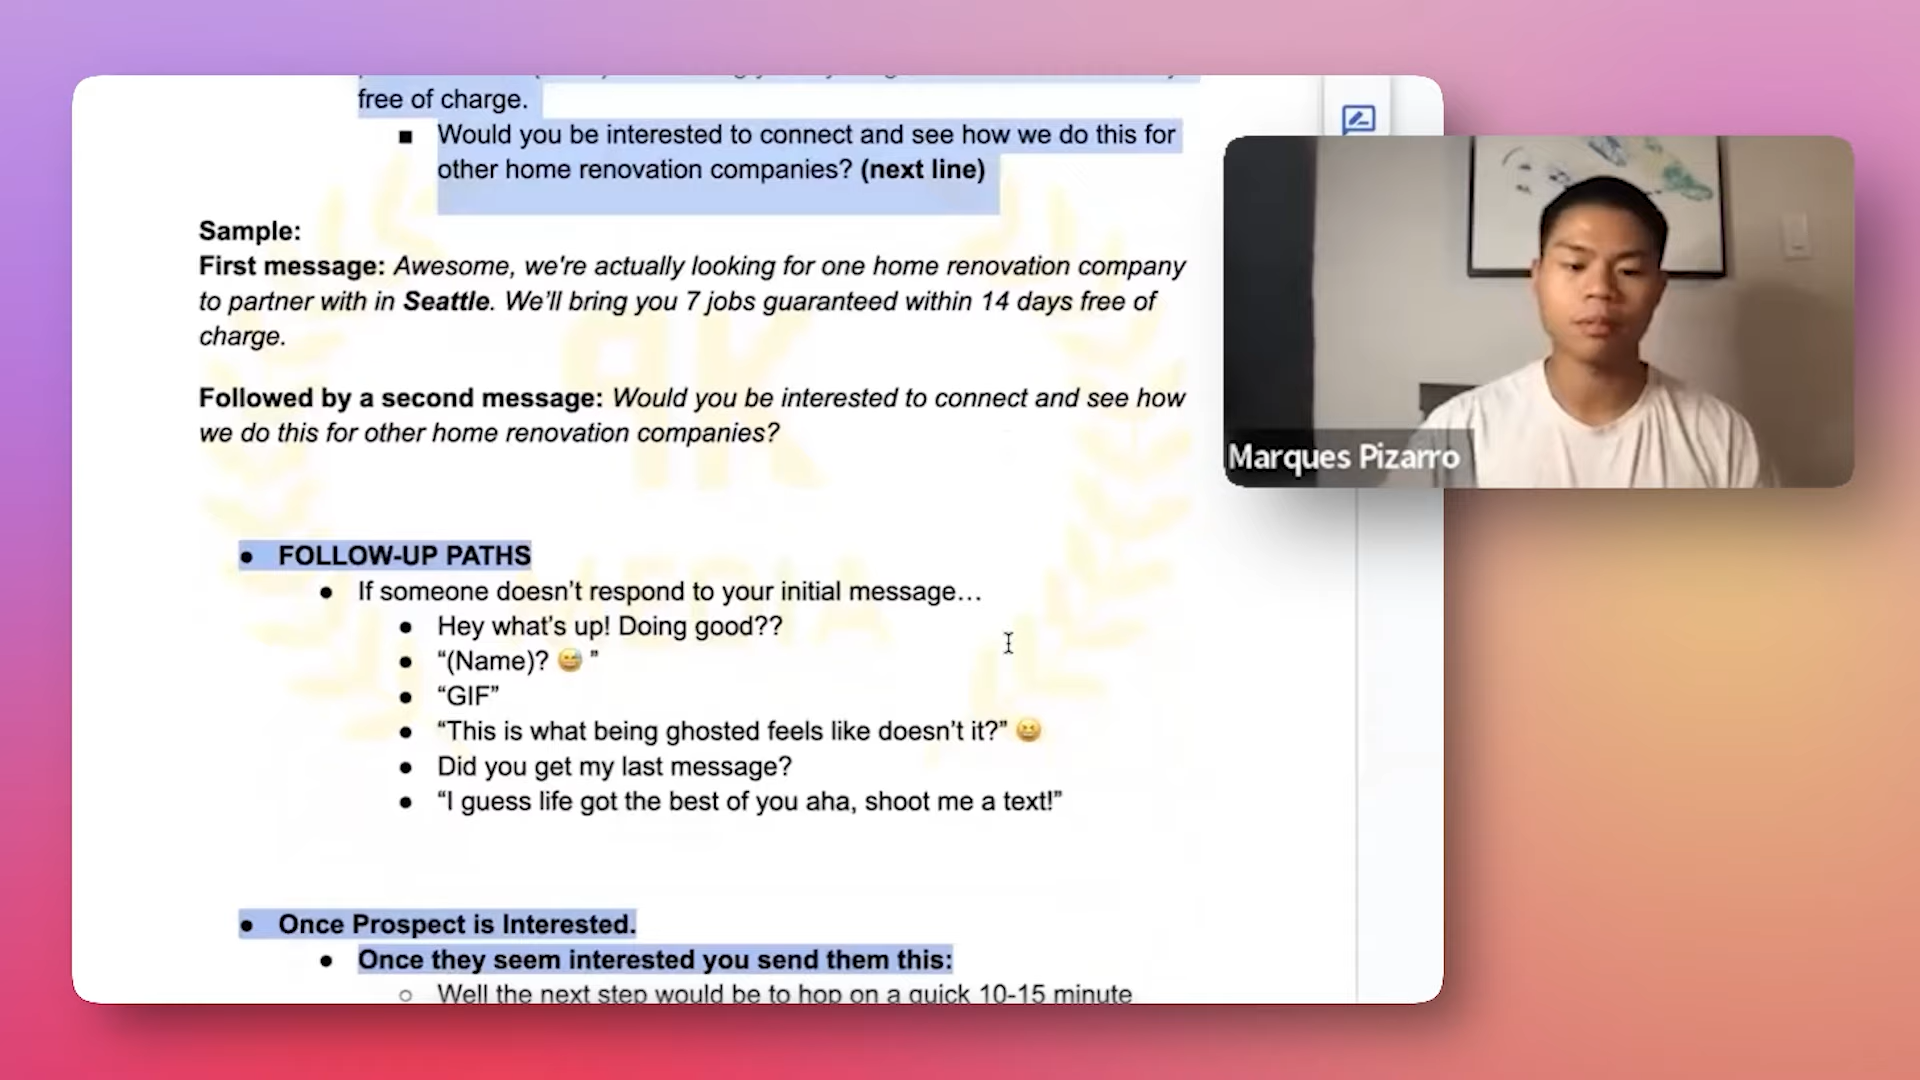 free of charge.
■ Would you be interested to connect and see how we do this for
other home renovation companies? (next line)
Sample:
First message: Awesome, we're actually looking for one home renovation company
to partner with in Seattle. We'll bring you 7 jobs guaranteed within 14 days free of
charge.
Followed by a second message: Would you be interested to connect and see how
we do this for other home renovation companies?
● FOLLOW-UP PATHS
● If someone doesn't respond to your initial message…
● Hey what's up! Doing good??
● “(Name)? 😅 ”
● “GIF”
● “This is what being ghosted feels like doesn't it?” 😆
● Did you get my last message?
● “I guess life got the best of you aha, shoot me a text!”
● Once Prospect is Interested.
● Once they seem interested you send them this:
○ Well the next step would be to hop on a quick 10-15 minute
Marques Pizarro
MEDIA